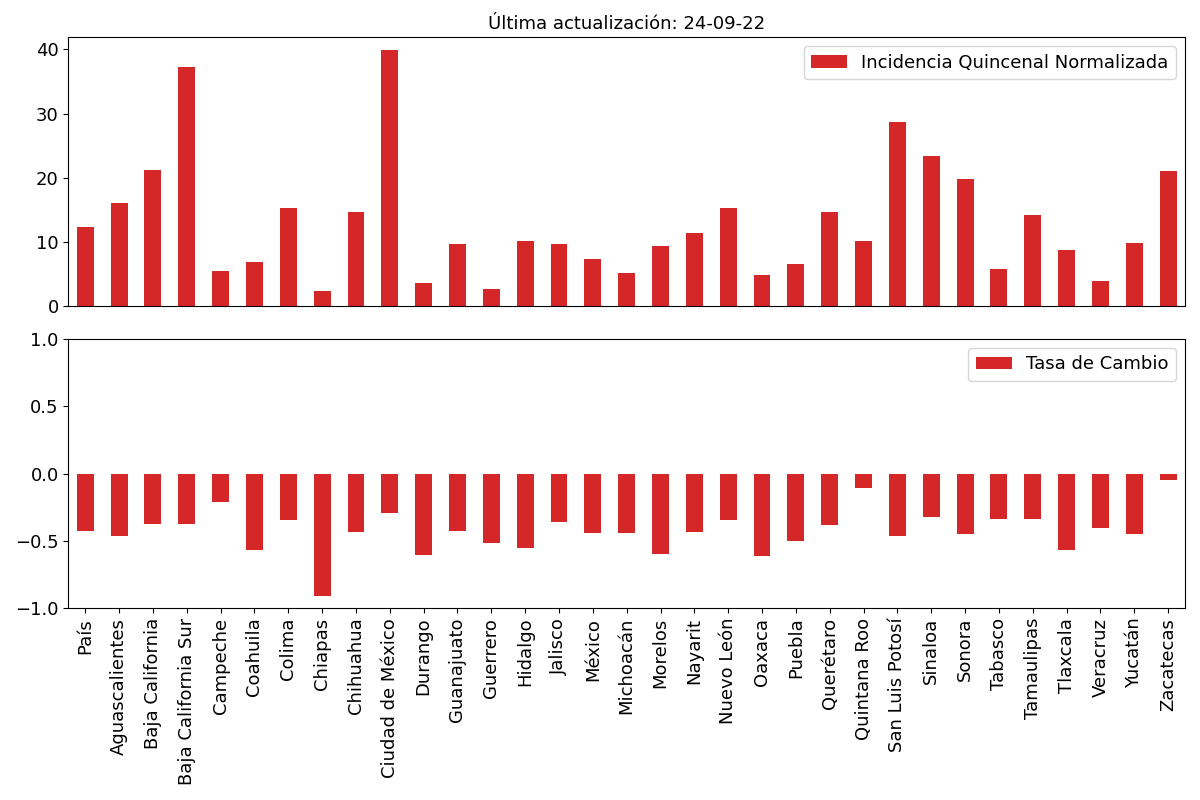 Última actualización: 24-09-22
40
30
20
10
0
Incidencia Quincenal Normalizada
1.0
0.5
0.0
−0.5
−1.0
Tasa de Cambio
País
Aguascalientes
Baja California
Baja California Sur
Campeche
Coahuila
Colima
Chiapas
Chihuahua
Ciudad de México
Durango
Guanajuato
Guerrero
Hidalgo
Jalisco
México
Michoacán
Morelos
Nayarit
Nuevo León
Oaxaca
Puebla
Querétaro
Quintana Roo
San Luis Potosí
Sinaloa
Sonora
Tabasco
Tamaulipas
Tlaxcala
Veracruz
Yucatán
Zacatecas